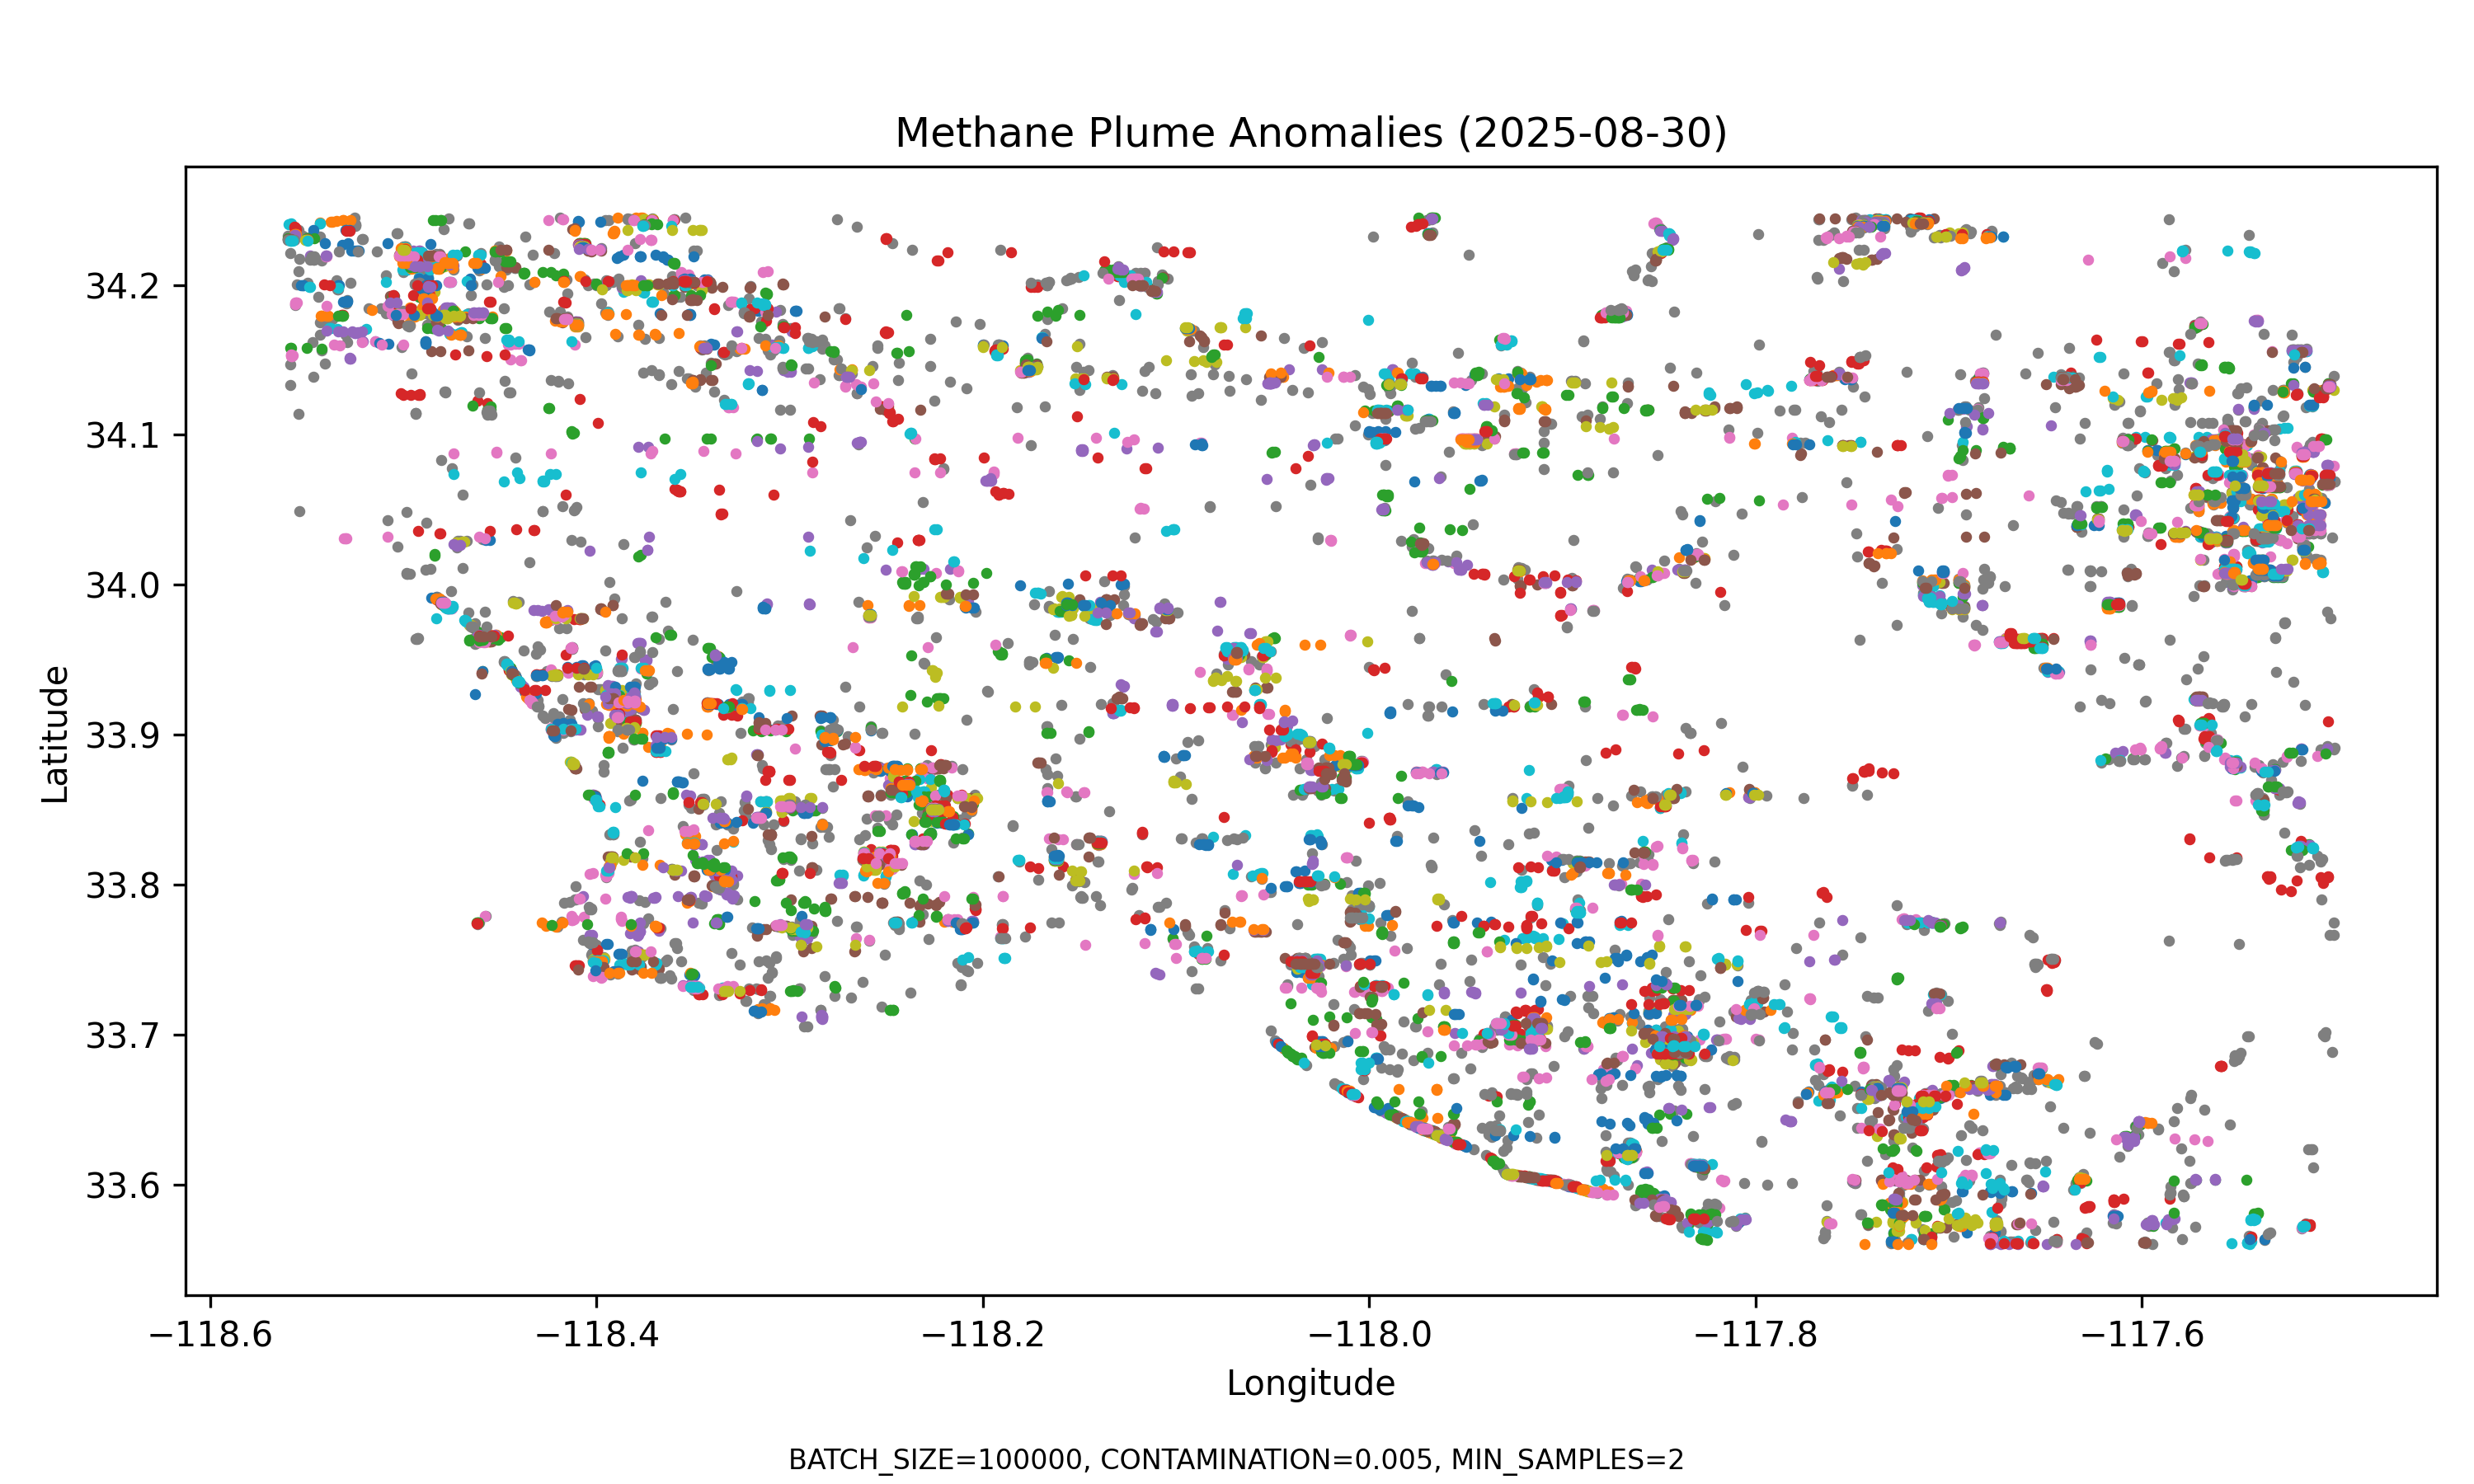 Methane Plume Anomalies (2025-08-30)
Latitude
34.2
34.1
34.0
33.9
33.8
33.7
33.6
−118.6 −118.4 −118.2 −118.0 −117.8 −117.6
Longitude
BATCH_SIZE=100000, CONTAMINATION=0.005, MIN_SAMPLES=2